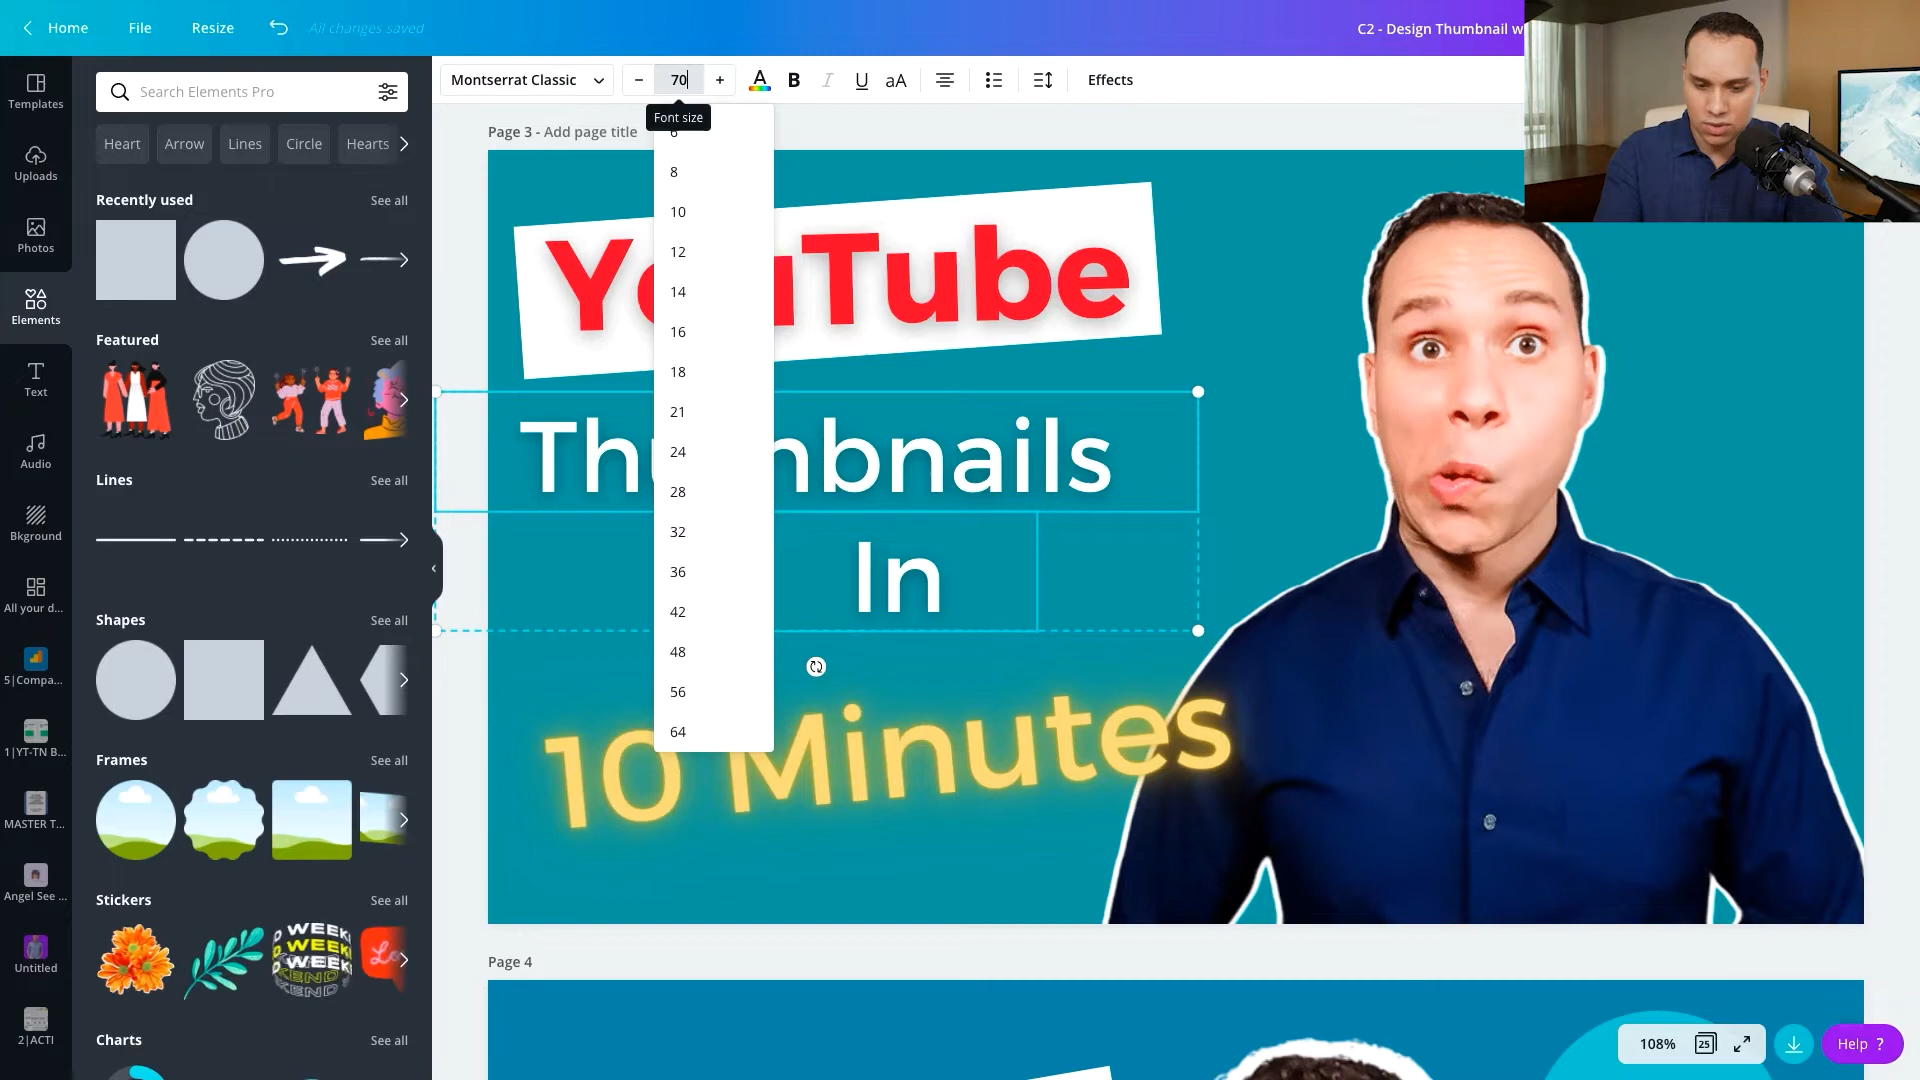 Home
File
Resize
All changes saved
C2 - Design Thumbnail w
Templates
Uploads
Photos
Elements
Text
Audio
Bkground
All your d...
5|Compa...
1|YT-TN B...
MASTER T...
Angel See ...
Untitled
2|ACTI
Search Elements Pro
Heart
Arrow
Lines
Circle
Hearts
Recently used
See all
Featured
See all
Lines
See all
Shapes
See all
Frames
See all
Stickers
See all
D WEEK
Lo
Charts
See all
Montserrat Classic
− 70 +
A
B
I
U
aA
Effects
Font size
6
8
10
12
14
16
18
21
24
28
32
36
42
48
56
64
Page 3 - Add page title
YouTube
Thumbnails
In
10 Minutes
Page 4
108%
25
Help ?